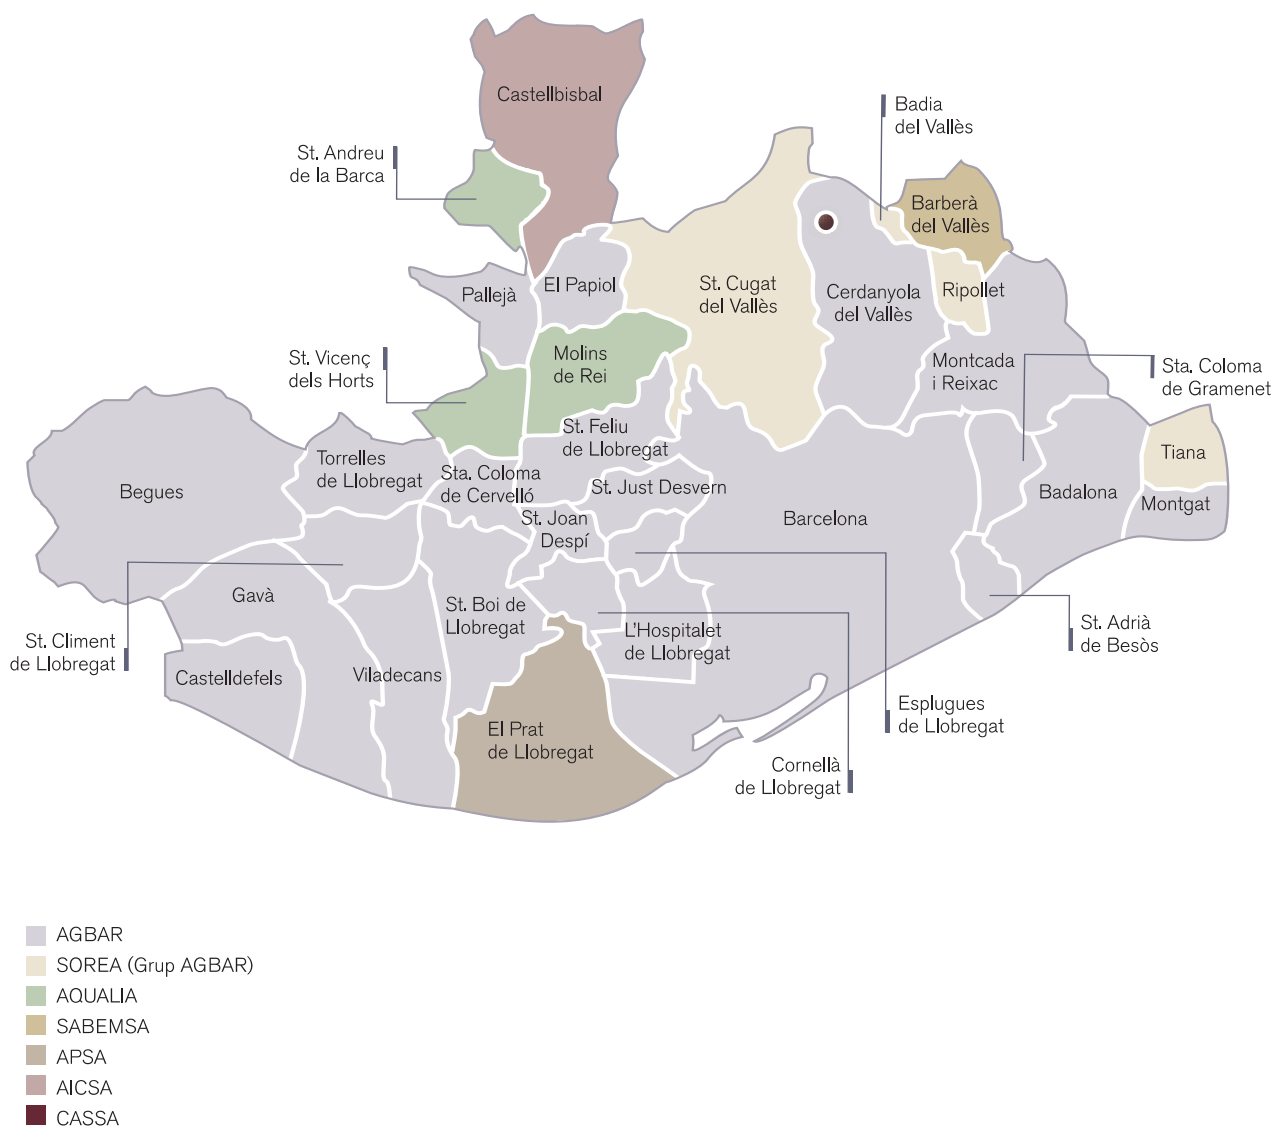 Castellbisbal
Badia
del Vallès
St. Andreu
de la Barca
Barberà
del Vallès
El Papiol
Pallejà
St. Cugat
del Vallès
Cerdanyola
del Vallès
Ripollet
St. Vicenç
dels Horts
Molins
de Rei
Montcada
i Reixac
Sta. Coloma
de Gramenet
St. Feliu
de Llobregat
Torrelles
de Llobregat
Sta. Coloma
de Cervelló
Tiana
Begues
St. Just Desvern
Badalona
Montgat
St. Joan
Despí
Barcelona
Gavà
St. Boi de
Llobregat
St. Climent
de Llobregat
L'Hospitalet
de Llobregat
St. Adrià
de Besòs
Castelldefels
Viladecans
Esplugues
de Llobregat
El Prat
de Llobregat
Cornellà
de Llobregat
AGBAR
SOREA (Grup AGBAR)
AQUALIA
SABEMSA
APSA
AICSA
CASSA